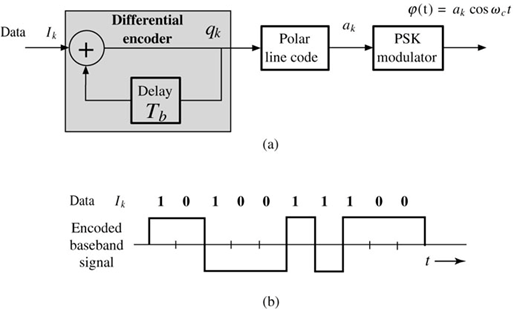 φ(t) = a_k cos ω_c t
Data I_k
Differential
encoder
q_k
a_k
+
Polar
line code
PSK
modulator
Delay
T_b
(a)
Data I_k 1 0 1 0 0 1 1 1 0 0
Encoded
baseband
signal
t
(b)